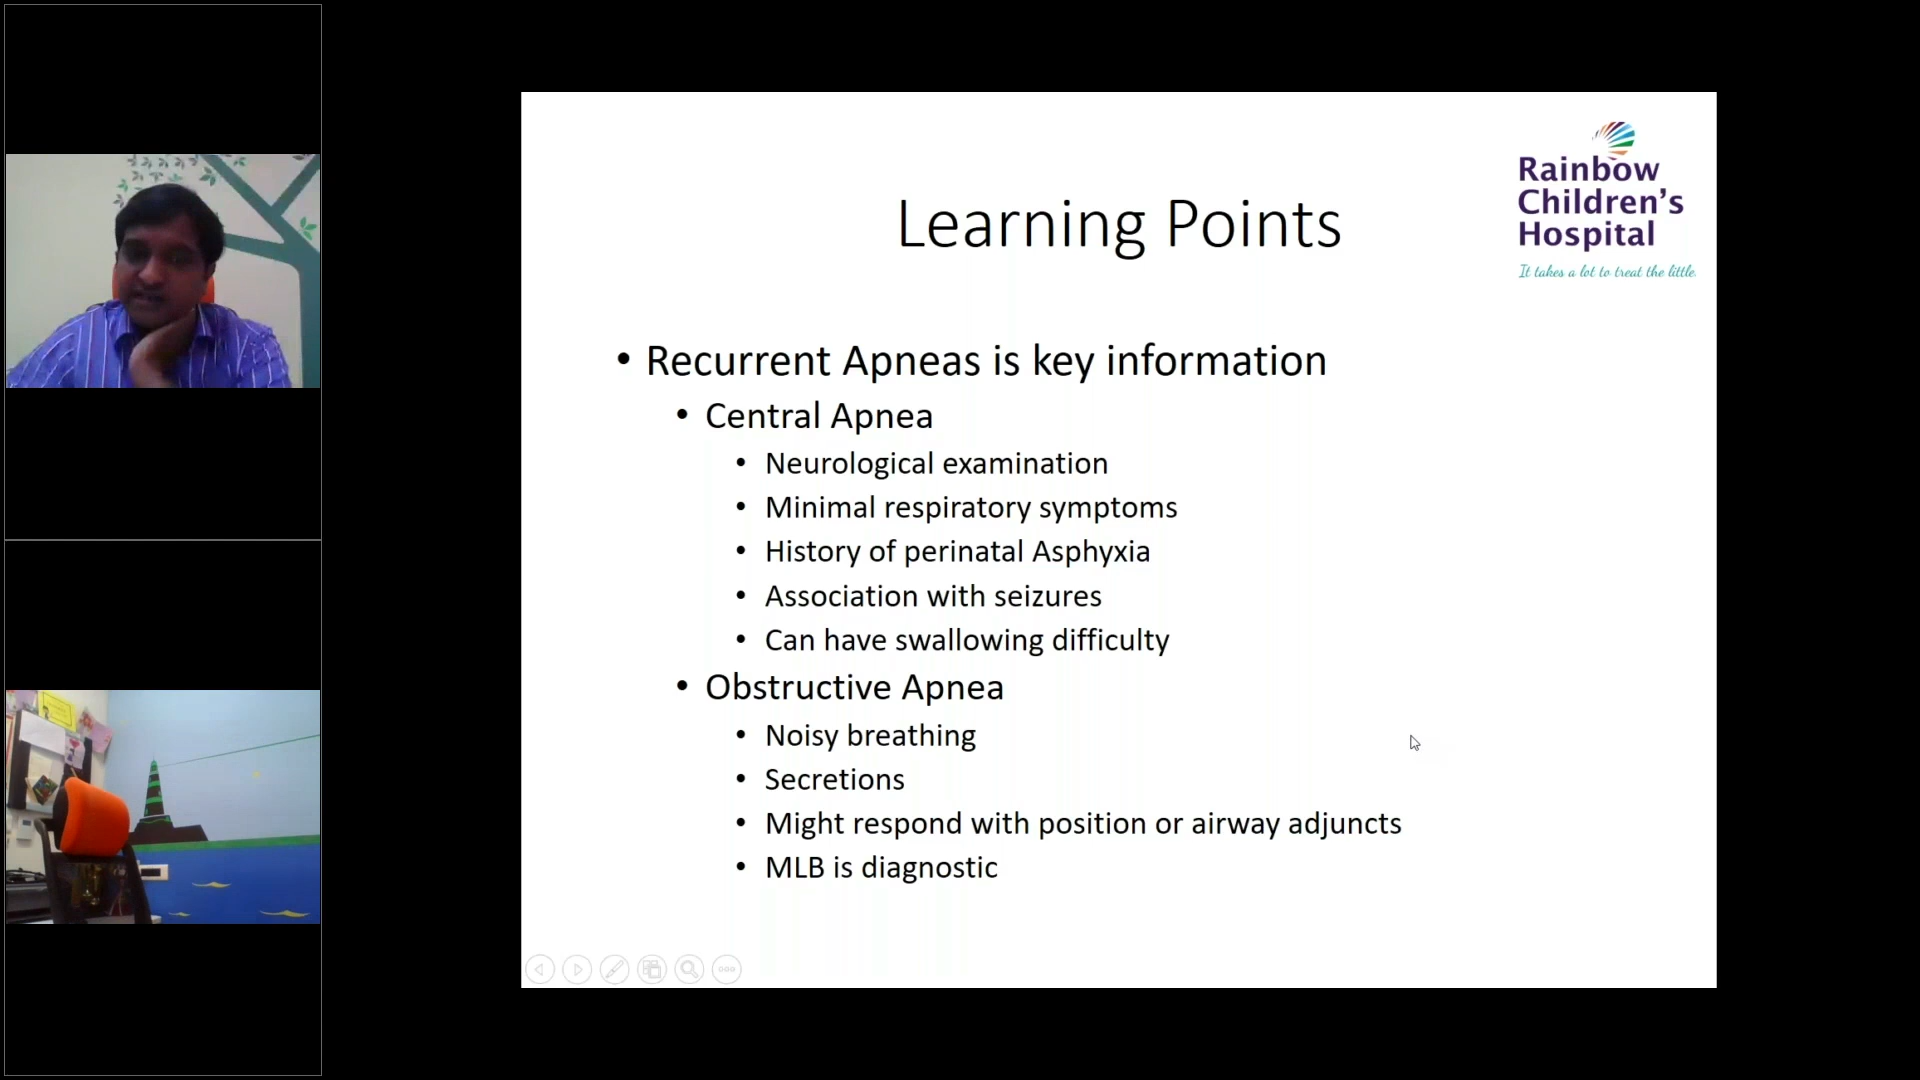 Rainbow
Children's
Hospital
It takes a lot to treat the little.
Learning Points
• Recurrent Apneas is key information
• Central Apnea
• Neurological examination
• Minimal respiratory symptoms
• History of perinatal Asphyxia
• Association with seizures
• Can have swallowing difficulty
• Obstructive Apnea
• Noisy breathing
• Secretions
• Might respond with position or airway adjuncts
• MLB is diagnostic